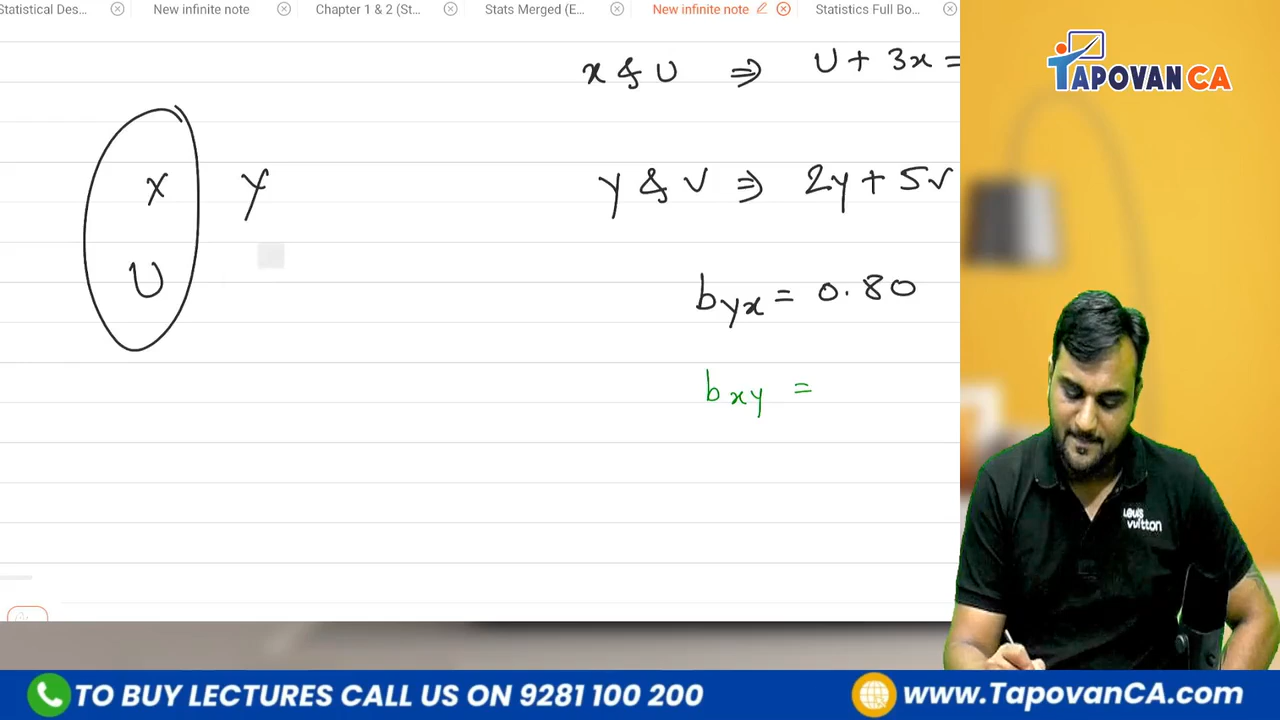 Statistical Des... New infinite note Chapter 1 & 2 (St... Stats Merged (E... New infinite note Statistics Full Bo...
x & U ⇒ U + 3x =
TAPOVAN CA
X Y
y & V ⇒ 2y + 5v
U
byx = 0.80
bxy =
Louis
vuitton
TO BUY LECTURES CALL US ON 9281 100 200 www.TapovanCA.com